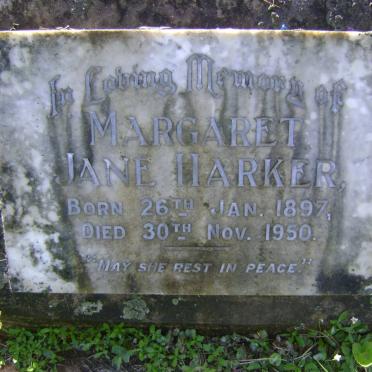 In Loving Memory of
MARGARET
JANE HARKER,
BORN 26TH JAN. 1897,
DIED 30TH NOV. 1950.
"MAY SHE REST IN PEACE."